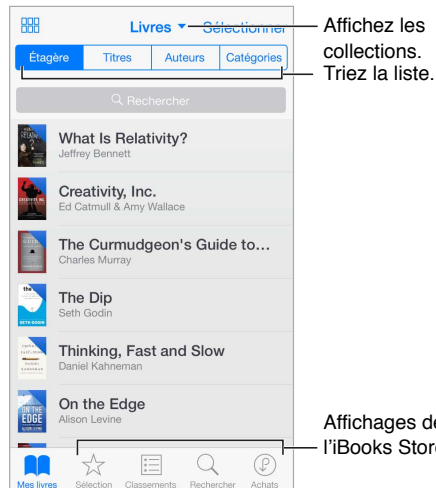 Livres Sélectionner
Étagère Titres Auteurs Catégories
Rechercher
What Is Relativity?
Jeffrey Bennett
Creativity, Inc.
Ed Catmull & Amy Wallace
The Curmudgeon's Guide to…
Charles Murray
The Dip
Seth Godin
Thinking, Fast and Slow
Daniel Kahneman
On the Edge
Alison Levine
Mes livres Sélection Classements Rechercher Achats
Affichez les
collections.
Triez la liste.
Affichages de
l'iBooks Store